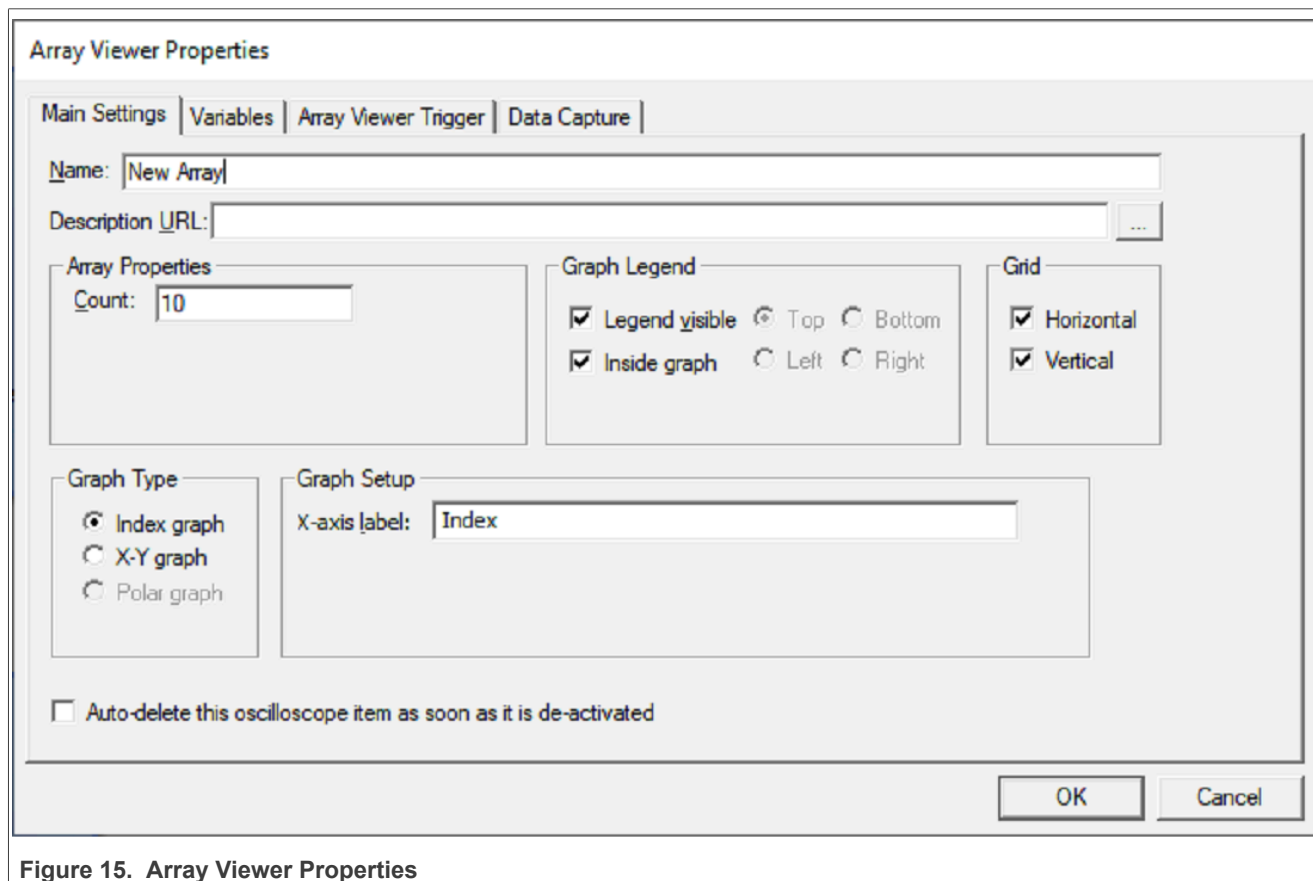 Array Viewer Properties
Main Settings Variables Array Viewer Trigger Data Capture
Name: New Array
Description URL: ...
Array Properties
Count: 10
Graph Legend
Legend visible Top Bottom
Inside graph Left Right
Grid
Horizontal
Vertical
Graph Type
Index graph
X-Y graph
Polar graph
Graph Setup
X-axis label: Index
Auto-delete this oscilloscope item as soon as it is de-activated
OK Cancel
Figure 15. Array Viewer Properties